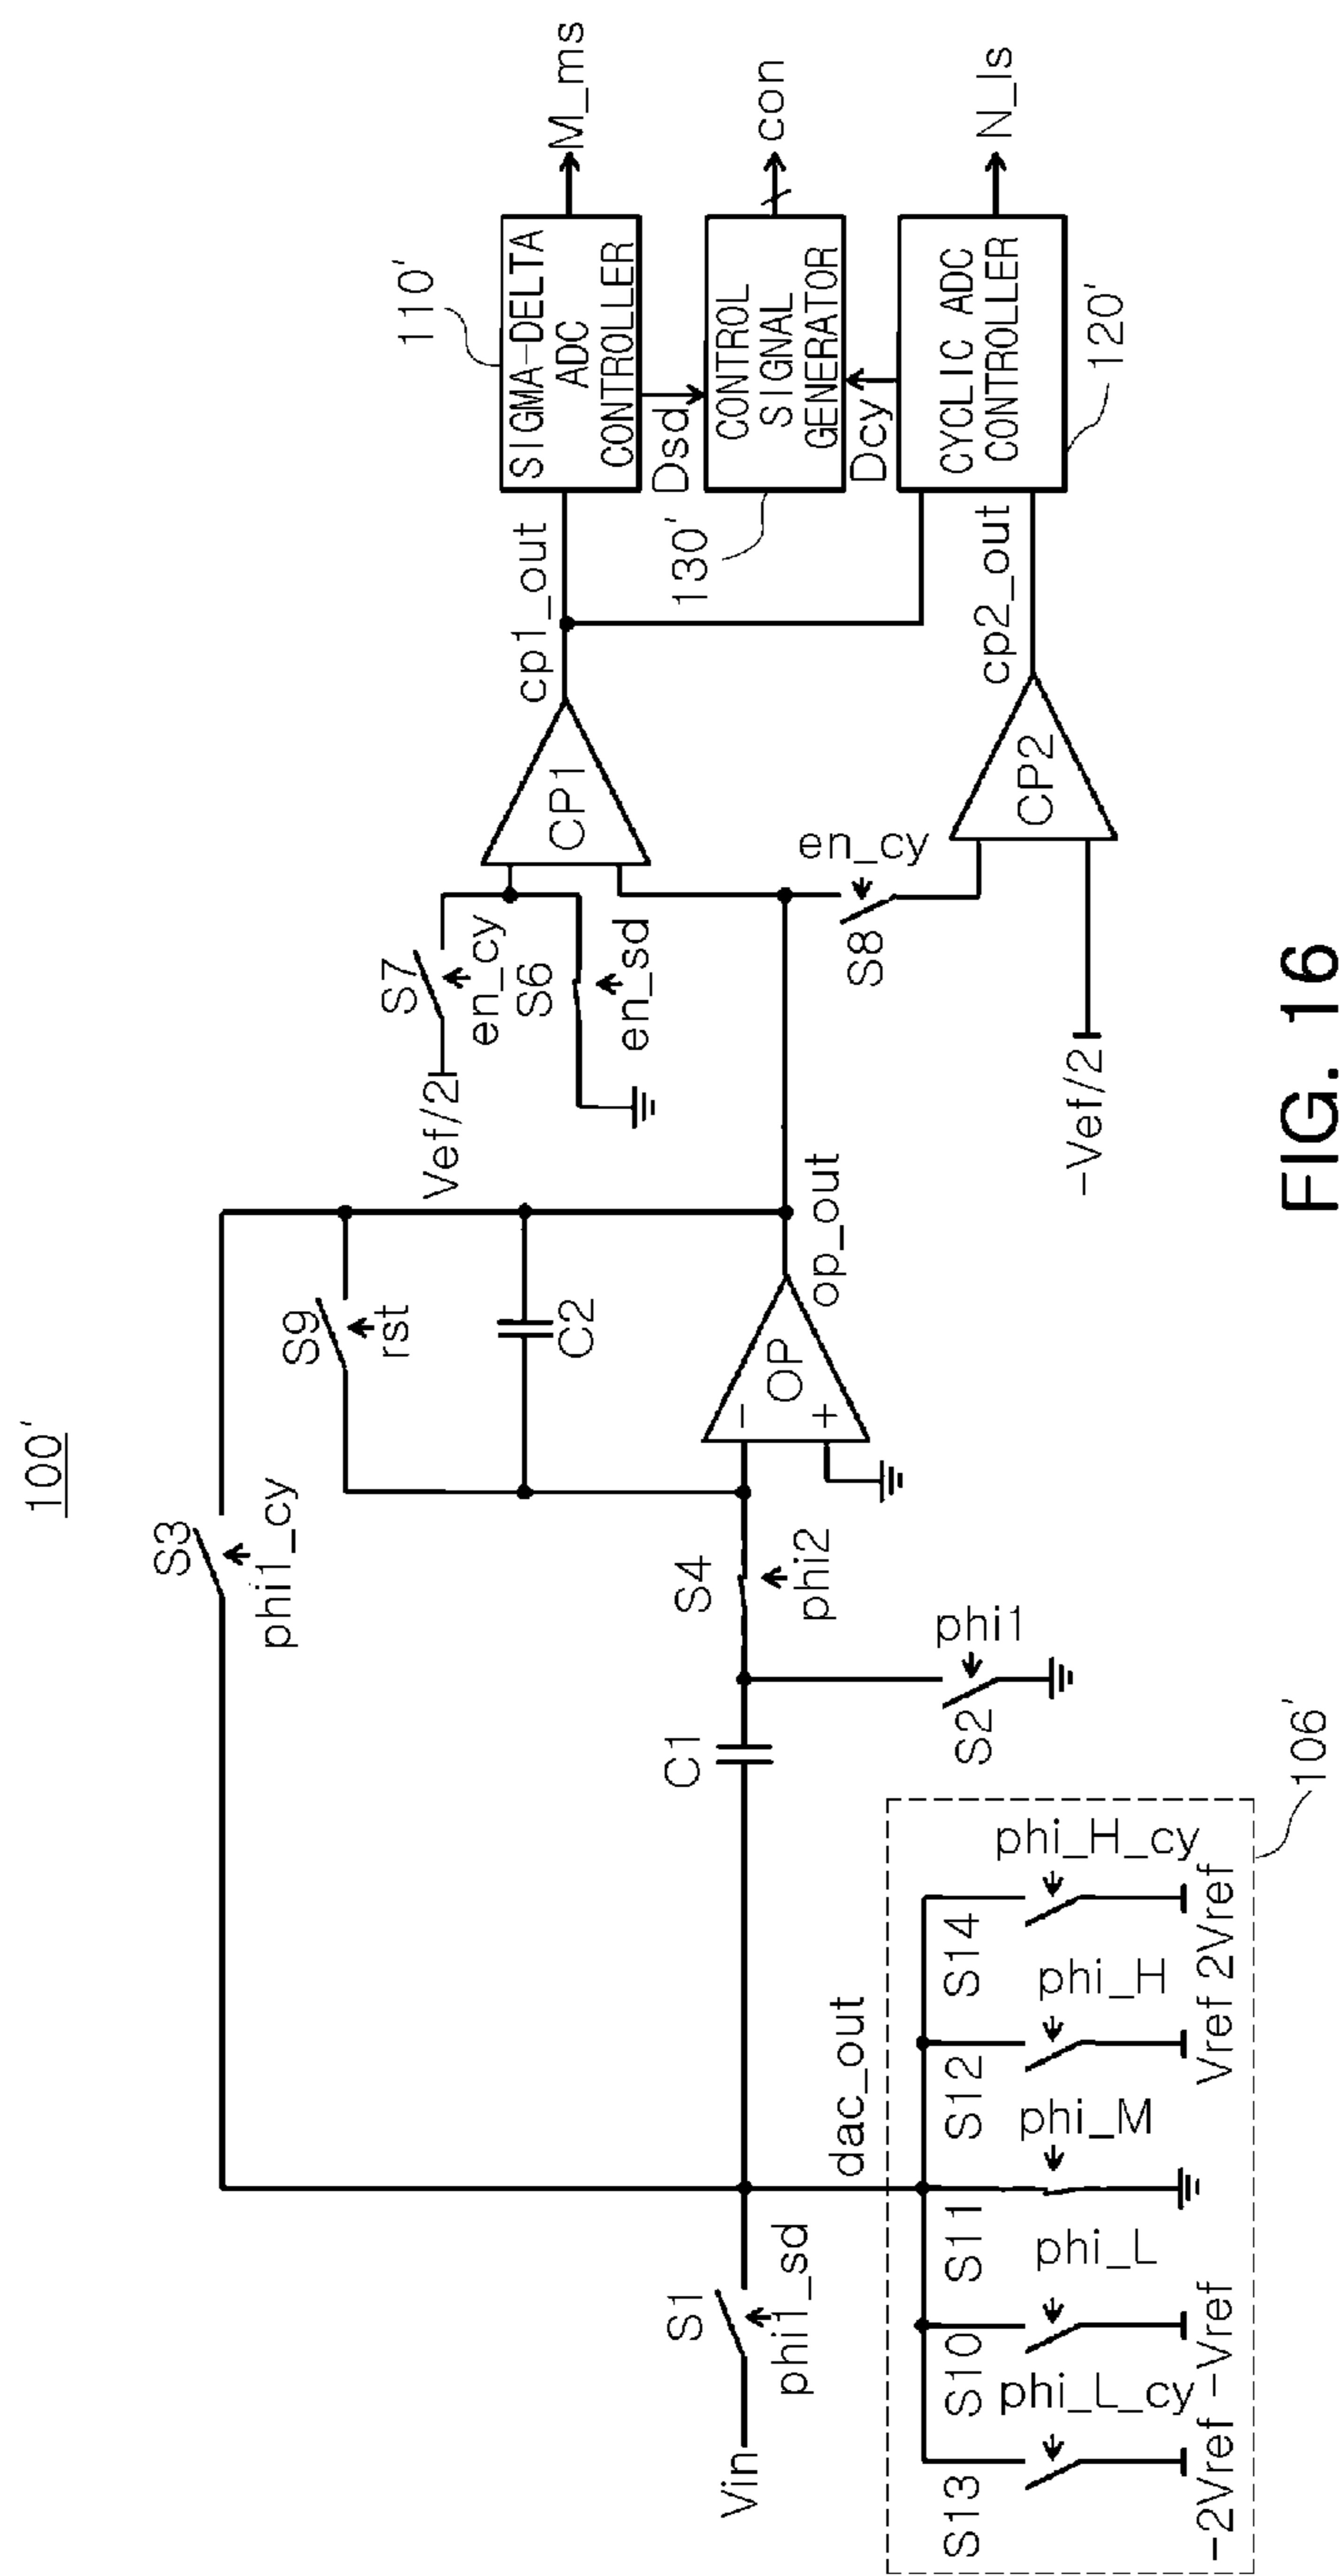 100'
S3
phi1_cy
S9
rst
C2
Vef/2
S7
en_cy
S6
en_sd
CP1
cp1_out
110'
SIGMA-DELTA
ADC
CONTROLLER
M_ms
Dsd
130'
CONTROL
SIGNAL
GENERATOR
con
Dcy
CYCLIC ADC
CONTROLLER
120'
N_ls
Vin
S1
phi1_sd
C1
S4
phi2
S2
phi1
-
+
OP
op_out
S8
en_cy
CP2
cp2_out
-Vef/2
dac_out
S13
phi_L_cy
-2Vref
S10
phi_L
-Vref
S11
phi_M
S12
phi_H
Vref
S14
phi_H_cy
2Vref
106'
FIG. 16